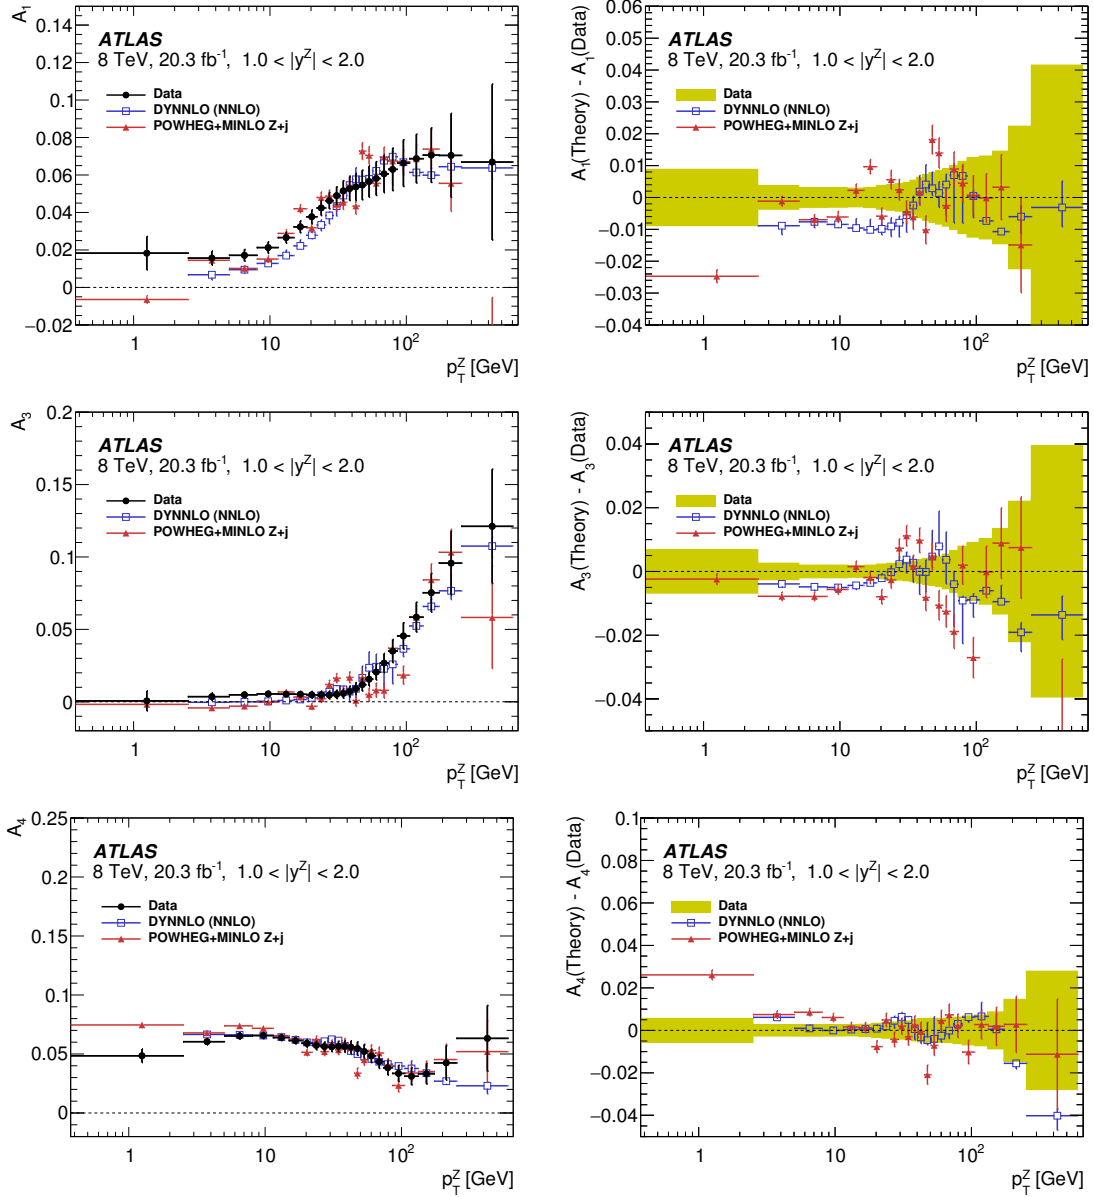 A₁
0.14
0.12
0.1
0.08
0.06
0.04
0.02
0
−0.02
ATLAS
8 TeV, 20.3 fb⁻¹, 1.0 < |yᶻ| < 2.0
Data
DYNNLO (NNLO)
POWHEG+MINLO Z+j
1 10 10²
p_T^Z [GeV]
A₁(Theory) - A₁(Data)
0.06
0.05
0.04
0.03
0.02
0.01
0
−0.01
−0.02
−0.03
−0.04
ATLAS
8 TeV, 20.3 fb⁻¹, 1.0 < |yᶻ| < 2.0
Data
DYNNLO (NNLO)
POWHEG+MINLO Z+j
1 10 10²
p_T^Z [GeV]
A₃
0.2
0.15
0.1
0.05
0
ATLAS
8 TeV, 20.3 fb⁻¹, 1.0 < |yᶻ| < 2.0
Data
DYNNLO (NNLO)
POWHEG+MINLO Z+j
1 10 10²
p_T^Z [GeV]
A₃(Theory) - A₃(Data)
0.04
0.02
0
−0.02
−0.04
ATLAS
8 TeV, 20.3 fb⁻¹, 1.0 < |yᶻ| < 2.0
Data
DYNNLO (NNLO)
POWHEG+MINLO Z+j
1 10 10²
p_T^Z [GeV]
A₄
0.25
0.2
0.15
0.1
0.05
0
ATLAS
8 TeV, 20.3 fb⁻¹, 1.0 < |yᶻ| < 2.0
Data
DYNNLO (NNLO)
POWHEG+MINLO Z+j
1 10 10²
p_T^Z [GeV]
A₄(Theory) - A₄(Data)
0.1
0.08
0.06
0.04
0.02
0
−0.02
−0.04
ATLAS
8 TeV, 20.3 fb⁻¹, 1.0 < |yᶻ| < 2.0
Data
DYNNLO (NNLO)
POWHEG+MINLO Z+j
1 10 10²
p_T^Z [GeV]